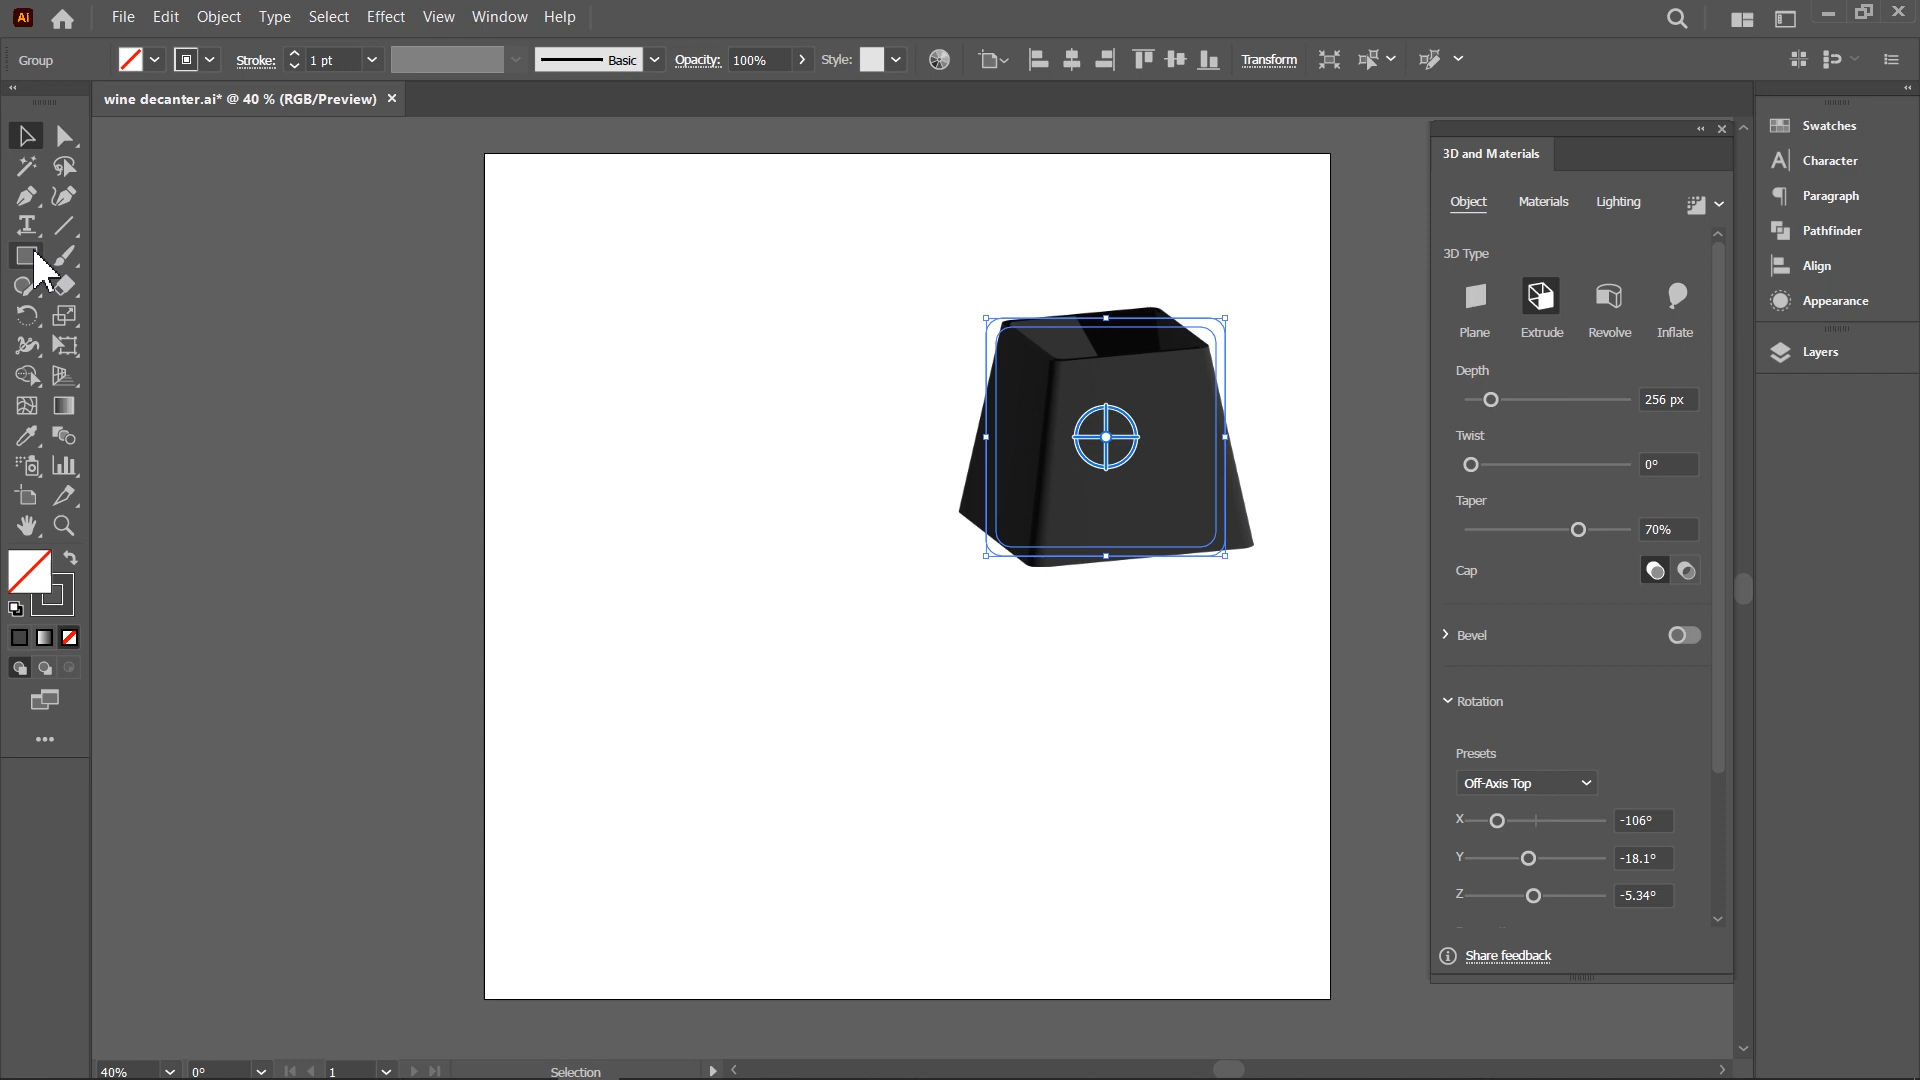 Ai File Edit Object Type Select Effect View Window Help
Group Stroke: 1 pt Basic Opacity: 100% Style: Transform
wine decanter.ai* @ 40 % (RGB/Preview)
3D and Materials
Object Materials Lighting
3D Type
Plane Extrude Revolve Inflate
Depth
256 px
Twist
0°
Taper
70%
Cap
Bevel
Rotation
Presets
Off-Axis Top
X -106°
Y -18.1°
Z -5.34°
Share feedback
Swatches
Character
Paragraph
Pathfinder
Align
Appearance
Layers
40% 0° 1 Selection